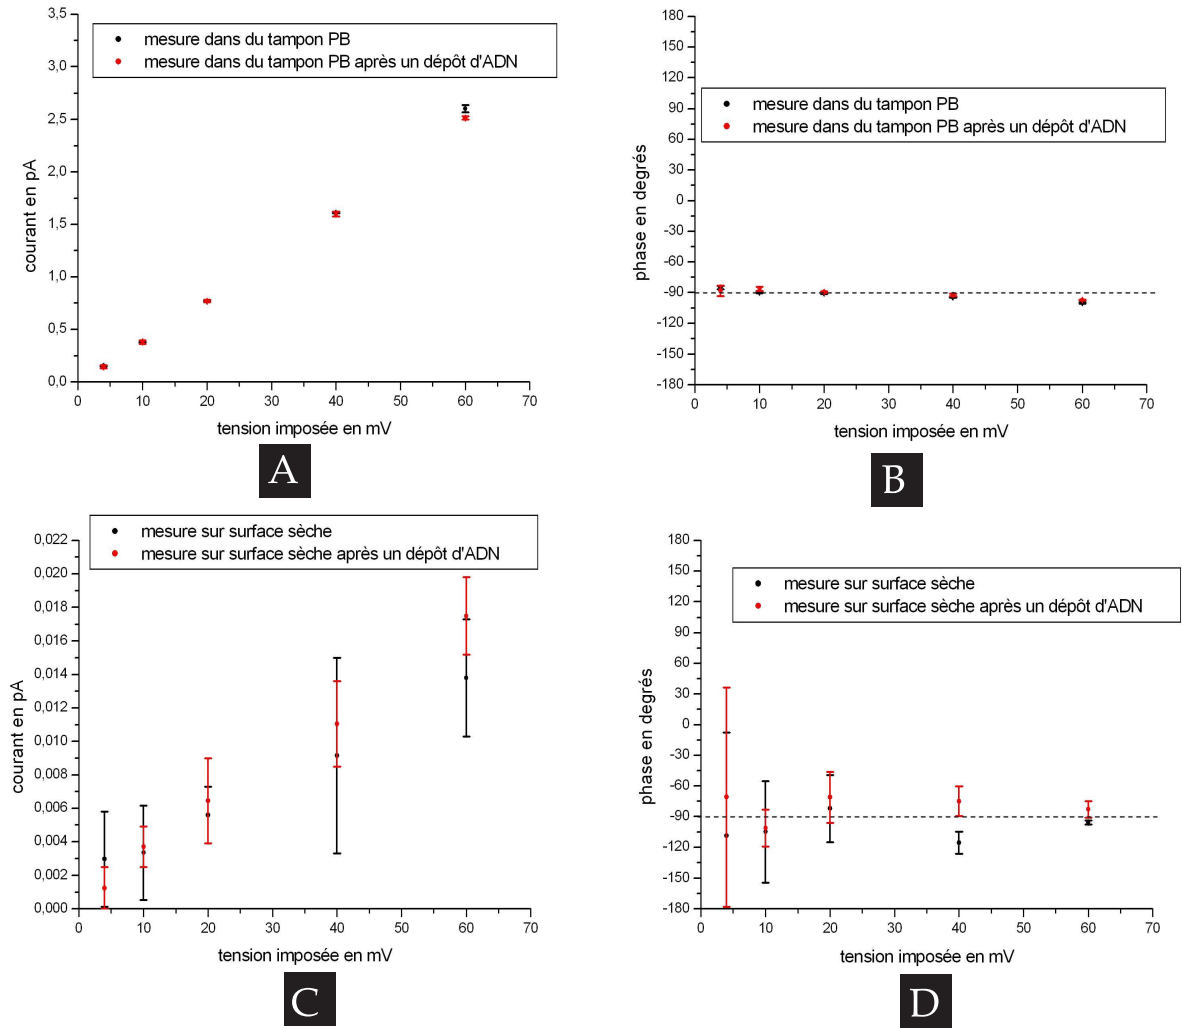 3,5
3,0
2,5
2,0
1,5
1,0
0,5
0,0
courant en pA
mesure dans du tampon PB
mesure dans du tampon PB après un dépôt d'ADN
0 10 20 30 40 50 60 70
tension imposée en mV
A
180
150
120
90
60
30
0
-30
-60
-90
-120
-150
-180
phase en degrés
mesure dans du tampon PB
mesure dans du tampon PB après un dépôt d'ADN
0 10 20 30 40 50 60 70
tension imposée en mV
B
mesure sur surface sèche
mesure sur surface sèche après un dépôt d'ADN
0,022
0,020
0,018
0,016
0,014
0,012
0,010
0,008
0,006
0,004
0,002
0,000
courant en pA
0 10 20 30 40 50 60 70
tension imposée en mV
C
180
150
120
90
60
30
0
-30
-60
-90
-120
-150
-180
phase en degrés
mesure sur surface sèche
mesure sur surface sèche après un dépôt d'ADN
0 10 20 30 40 50 60 70
tension imposée en mV
D